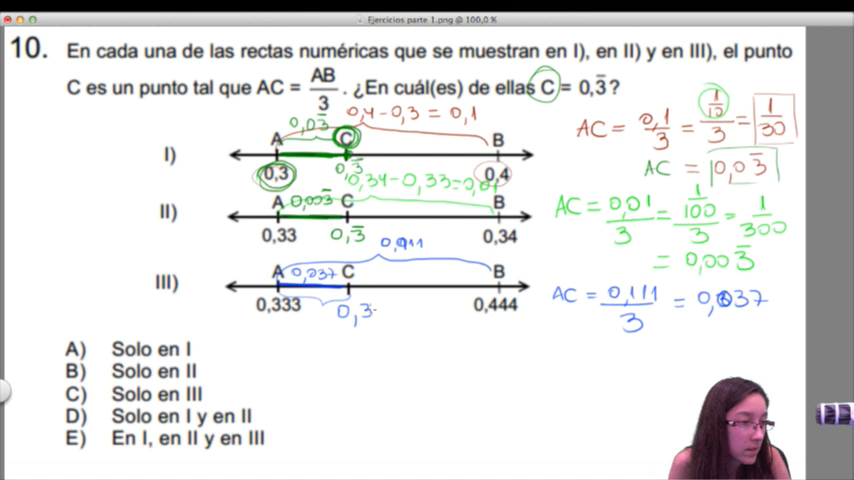 Ejercicios parte 1.png @ 100,0 %
10. En cada una de las rectas numéricas que se muestran en I), en II) y en III), el punto
C es un punto tal que AC = AB/3. ¿En cuál(es) de ellas C = 0,3̅?
0,4-0,3 = 0,1
0,03̅
A C B
I)
0,3 0,3̅ 0,4
AC = 0,1/3 = 1/10/3 = 1/30
AC = 0,03̅
0,34-0,33=0,01
A 0,003̅ C B
II)
0,33 0,3̅ 0,34
AC = 0,01/3 = 1/100/3 = 1/300
= 0,003̅
0,111
A 0,037 C B
III)
0,333 0,3 0,444
AC = 0,111/3 = 0,037
A) Solo en I
B) Solo en II
C) Solo en III
D) Solo en I y en II
E) En I, en II y en III